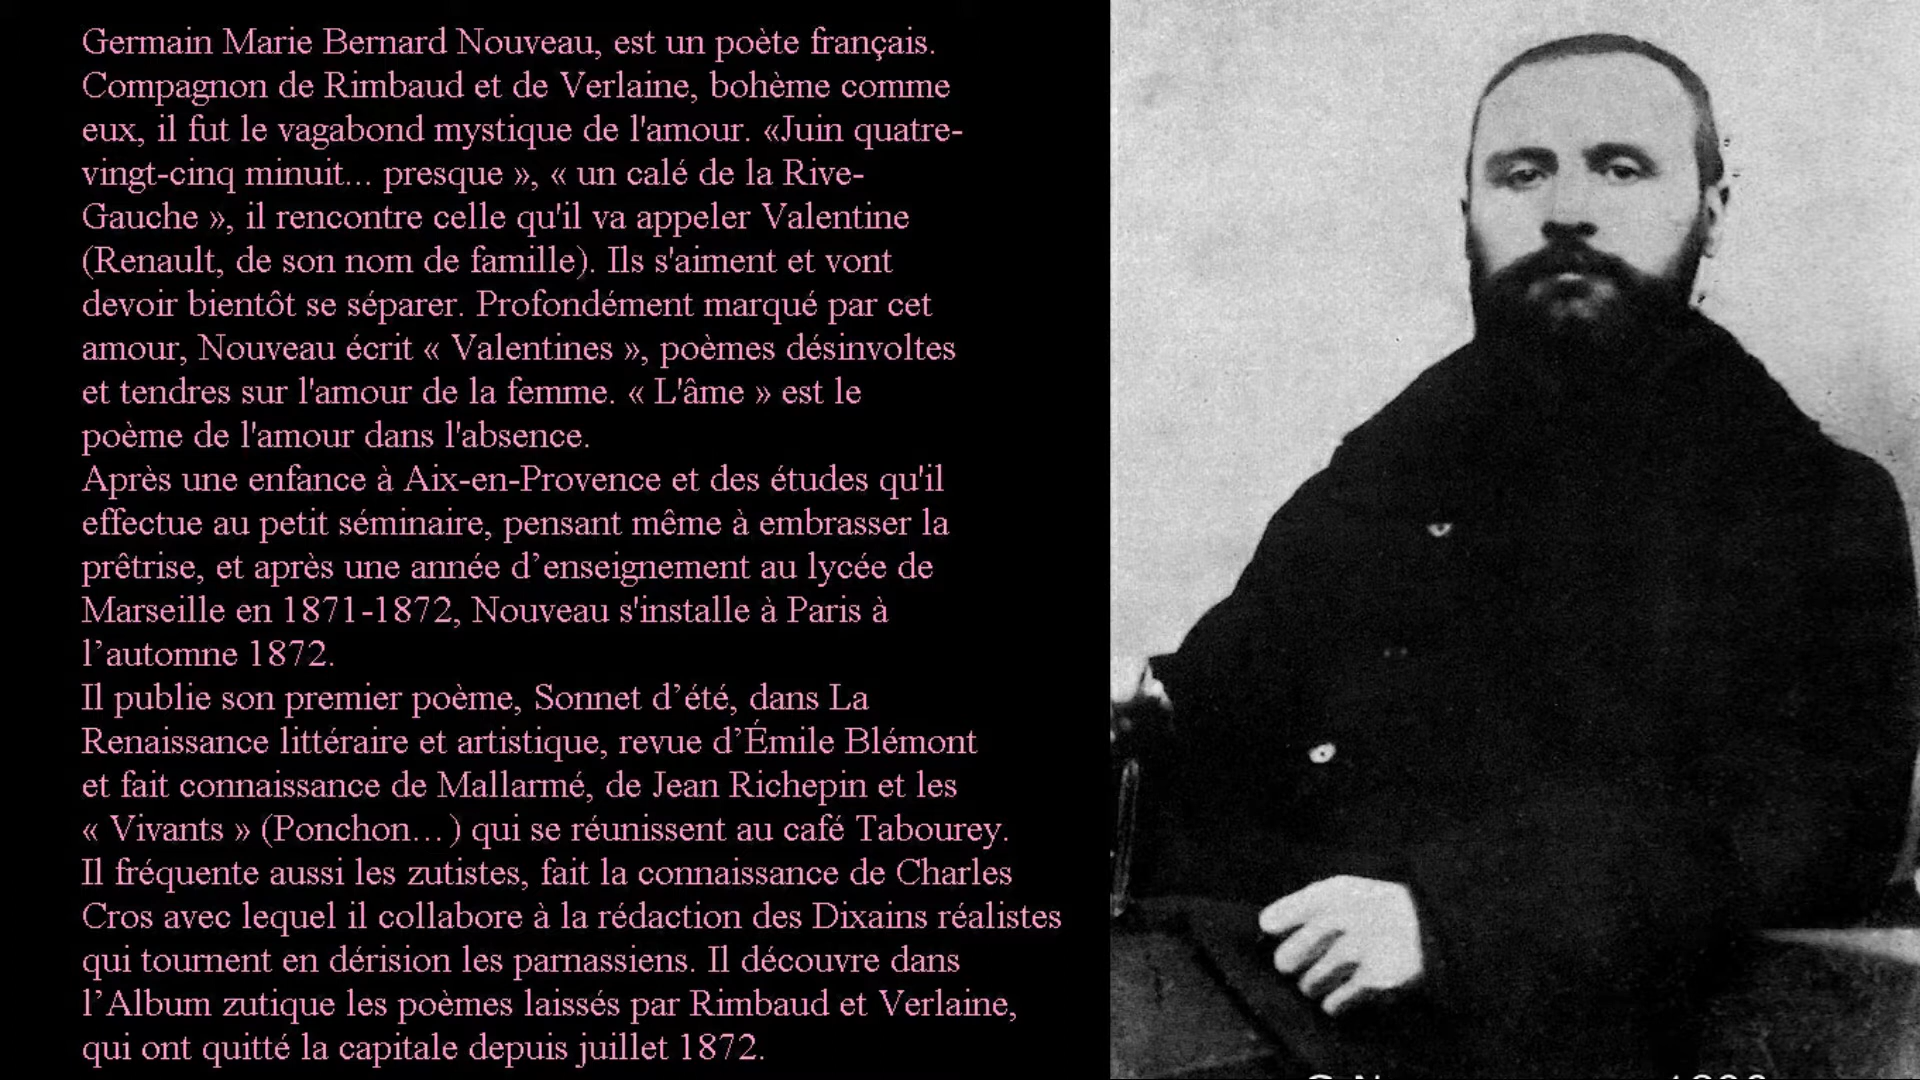 Germain Marie Bernard Nouveau, est un poète français.
Compagnon de Rimbaud et de Verlaine, bohème comme
eux, il fut le vagabond mystique de l'amour. «Juin quatre-
vingt-cinq minuit... presque », « un calé de la Rive-
Gauche », il rencontre celle qu'il va appeler Valentine
(Renault, de son nom de famille). Ils s'aiment et vont
devoir bientôt se séparer. Profondément marqué par cet
amour, Nouveau écrit « Valentines », poèmes désinvoltes
et tendres sur l'amour de la femme. « L'âme » est le
poème de l'amour dans l'absence.
Après une enfance à Aix-en-Provence et des études qu'il
effectue au petit séminaire, pensant même à embrasser la
prêtrise, et après une année d’enseignement au lycée de
Marseille en 1871-1872, Nouveau s'installe à Paris à
l’automne 1872.
Il publie son premier poème, Sonnet d’été, dans La
Renaissance littéraire et artistique, revue d’Émile Blémont
et fait connaissance de Mallarmé, de Jean Richepin et les
« Vivants » (Ponchon…) qui se réunissent au café Tabourey.
Il fréquente aussi les zutistes, fait la connaissance de Charles
Cros avec lequel il collabore à la rédaction des Dixains réalistes
qui tournent en dérision les parnassiens. Il découvre dans
l’Album zutique les poèmes laissés par Rimbaud et Verlaine,
qui ont quitté la capitale depuis juillet 1872.